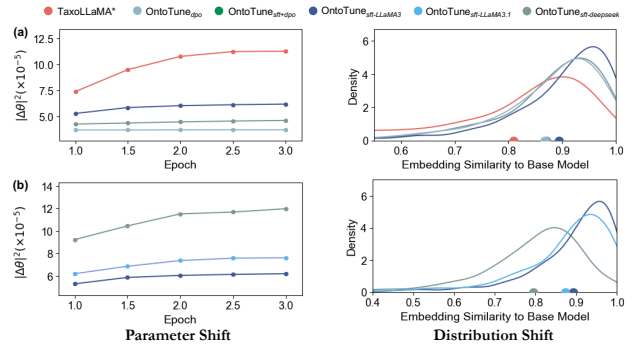 TaxoLLaMA* OntoTune_dpo OntoTune_sft+dpo OntoTune_sft-LLaMA3 OntoTune_sft-LLaMA3.1 OntoTune_sft-deepseek
(a)
|Δθ|²(×10⁻⁵)
12.5
10.0
7.5
5.0
1.0 1.5 2.0 2.5 3.0
Epoch
Density
6
4
2
0
0.6 0.7 0.8 0.9 1.0
Embedding Similarity to Base Model
(b)
|Δθ|²(×10⁻⁵)
14
12
10
8
6
1.0 1.5 2.0 2.5 3.0
Epoch
Parameter Shift
Density
6
4
2
0
0.4 0.5 0.6 0.7 0.8 0.9 1.0
Embedding Similarity to Base Model
Distribution Shift